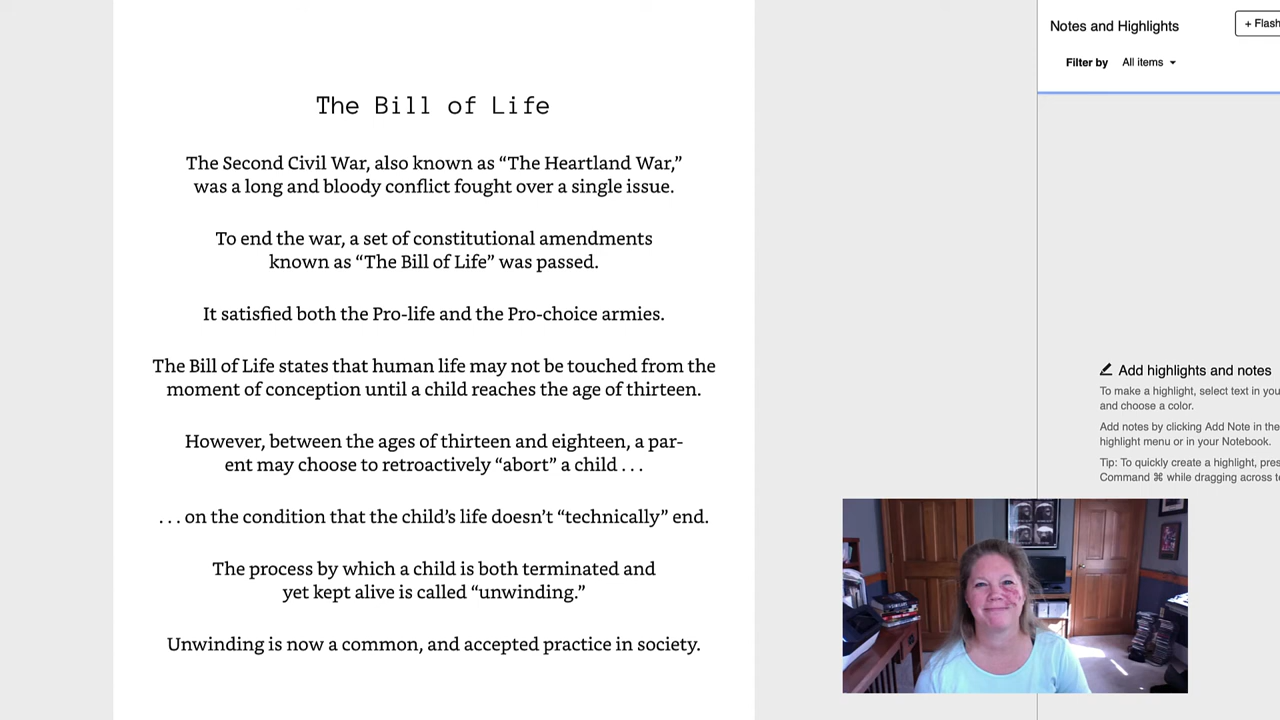 The Bill of Life
The Second Civil War, also known as “The Heartland War,”
was a long and bloody conflict fought over a single issue.
To end the war, a set of constitutional amendments
known as “The Bill of Life” was passed.
It satisfied both the Pro-life and the Pro-choice armies.
The Bill of Life states that human life may not be touched from the
moment of conception until a child reaches the age of thirteen.
However, between the ages of thirteen and eighteen, a par-
ent may choose to retroactively “abort” a child . . .
. . . on the condition that the child’s life doesn’t “technically” end.
The process by which a child is both terminated and
yet kept alive is called “unwinding.”
Unwinding is now a common, and accepted practice in society.
Notes and Highlights
+ Flash
Filter by All items
Add highlights and notes
To make a highlight, select text in you
and choose a color.
Add notes by clicking Add Note in the
highlight menu or in your Notebook.
Tip: To quickly create a highlight, pres
Command ⌘ while dragging across t